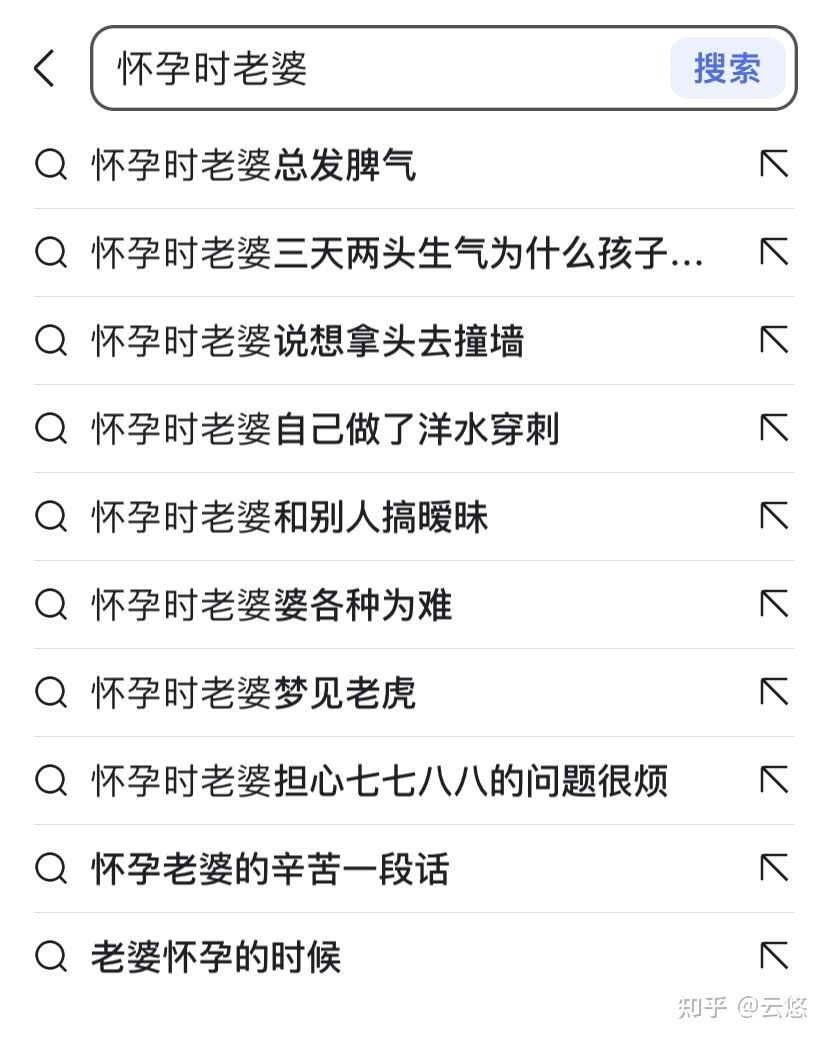 怀孕时老婆 搜索
怀孕时老婆总发脾气
怀孕时老婆三天两头生气为什么孩子...
怀孕时老婆说想拿头去撞墙
怀孕时老婆自己做了洋水穿刺
怀孕时老婆和别人搞暧昧
怀孕时老婆婆各种为难
怀孕时老婆梦见老虎
怀孕时老婆担心七七八八的问题很烦
怀孕老婆的辛苦一段话
老婆怀孕的时候
知乎 @云悠